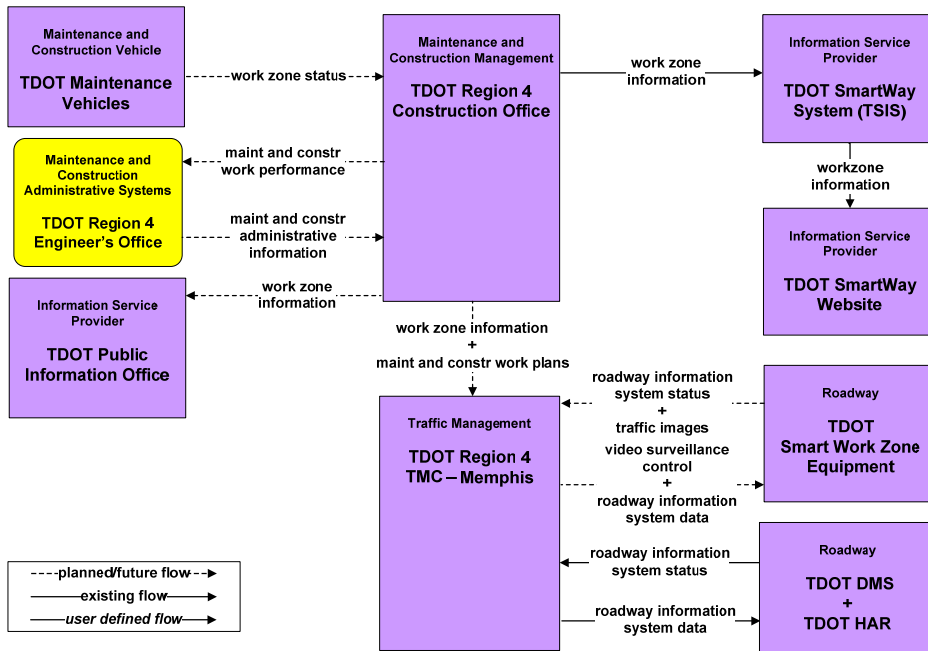 Maintenance and
Construction Vehicle
TDOT Maintenance
Vehicles
work zone status
Maintenance and
Construction Management
TDOT Region 4
Construction Office
work zone
information
Information Service
Provider
TDOT SmartWay
System (TSIS)
Maintenance and
Construction
Administrative Systems
TDOT Region 4
Engineer's Office
maint and constr
work performance
maint and constr
administrative
information
workzone
information
Information Service
Provider
TDOT SmartWay
Website
Information Service
Provider
TDOT Public
Information Office
work zone
information
work zone information
+
maint and constr work plans
Traffic Management
TDOT Region 4
TMC – Memphis
roadway information
system status
+
traffic images
video surveillance
control
+
roadway information
system data
Roadway
TDOT
Smart Work Zone
Equipment
roadway information
system status
roadway information
system data
Roadway
TDOT DMS
+
TDOT HAR
planned/future flow
existing flow
user defined flow